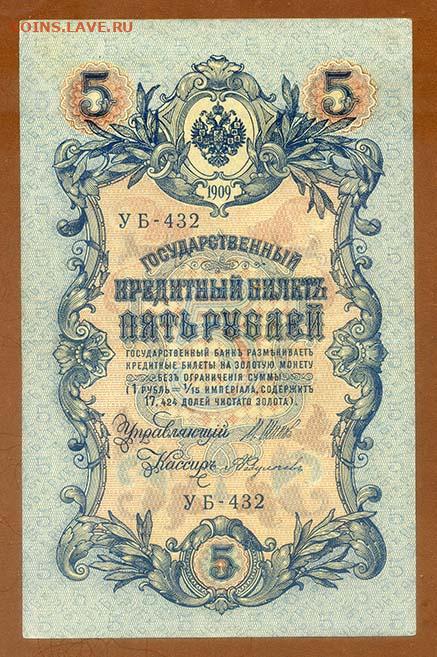 COINS.LAVE.RU
5 5
1909
УБ-432
ГОСУДАРСТВЕННЫЙ
КРЕДИТНЫЙ БИЛЕТЪ
ПЯТЬ РУБЛЕЙ
ГОСУДАРСТВЕННЫЙ БАНКЪ РАЗМѢНИВАЕТЪ
КРЕДИТНЫЕ БИЛЕТЫ НА ЗОЛОТУЮ МОНЕТУ
БЕЗЪ ОГРАНИЧЕНІЯ СУММЫ
(1 РУБЛЬ = 1/15 ИМПЕРІАЛА, СОДЕРЖИТЪ
17,424 ДОЛЕЙ ЧИСТАГО ЗОЛОТА).
Управляющій
Кассиръ
УБ-432
5